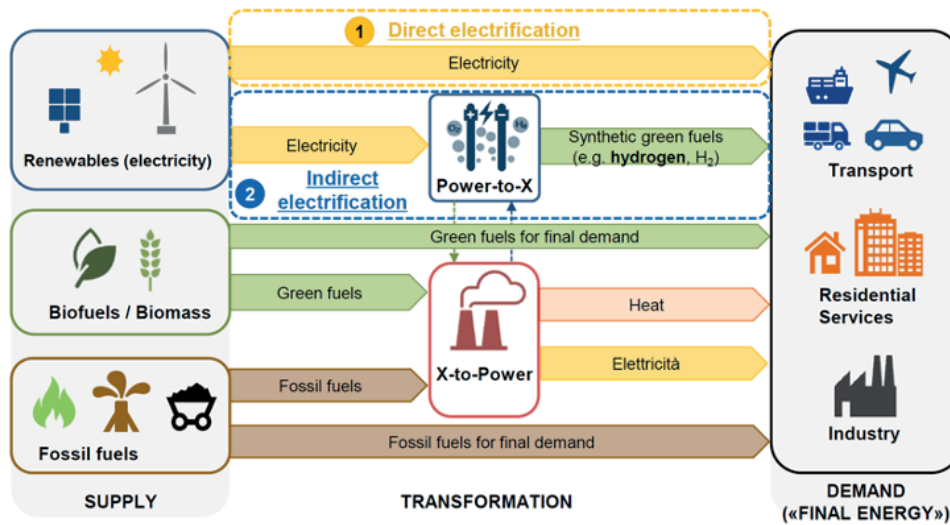 1 Direct electrification
Electricity
Renewables (electricity)
Electricity
O₂
H₂
Power-to-X
Synthetic green fuels
(e.g. hydrogen, H₂)
2 Indirect
electrification
Transport
Green fuels for final demand
Biofuels / Biomass
Green fuels
Heat
Residential
Services
X-to-Power
Elettricità
Fossil fuels
Fossil fuels
Fossil fuels for final demand
Industry
SUPPLY
TRANSFORMATION
DEMAND
(«FINAL ENERGY»)